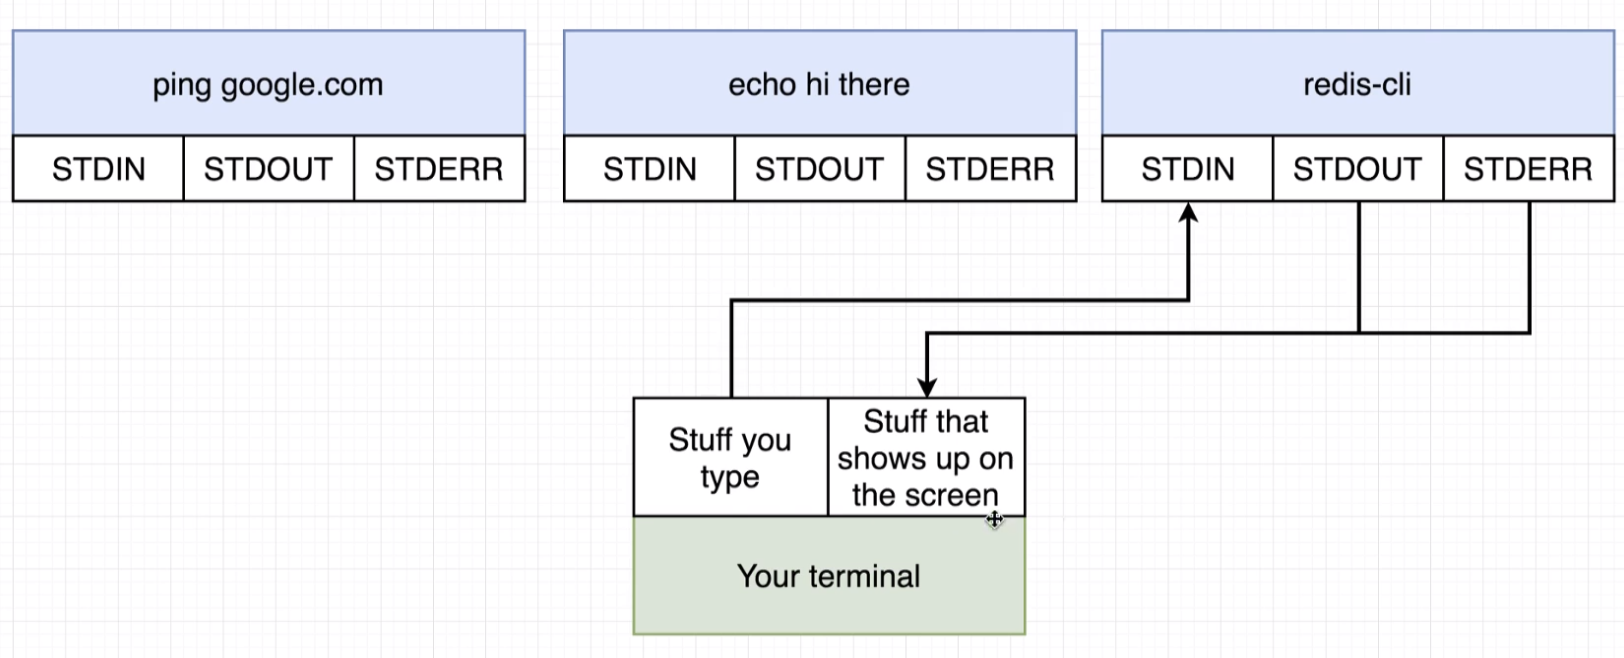 ping google.com
STDIN STDOUT STDERR
echo hi there
STDIN STDOUT STDERR
redis-cli
STDIN STDOUT STDERR
Stuff you
type
Stuff that
shows up on
the screen
Your terminal